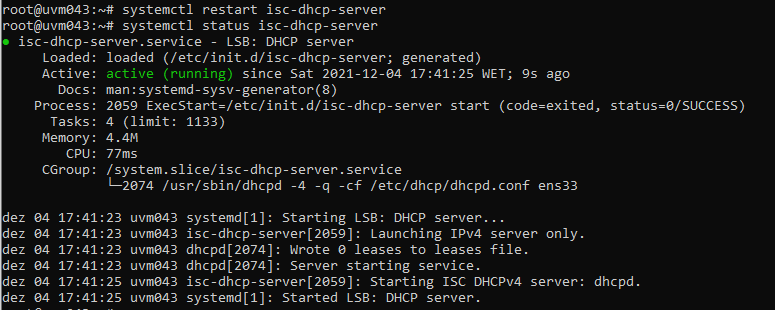 root@uvm043:~# systemctl restart isc-dhcp-server
root@uvm043:~# systemctl status isc-dhcp-server
● isc-dhcp-server.service - LSB: DHCP server
Loaded: loaded (/etc/init.d/isc-dhcp-server; generated)
Active: active (running) since Sat 2021-12-04 17:41:25 WET; 9s ago
Docs: man:systemd-sysv-generator(8)
Process: 2059 ExecStart=/etc/init.d/isc-dhcp-server start (code=exited, status=0/SUCCESS)
Tasks: 4 (limit: 1133)
Memory: 4.4M
CPU: 77ms
CGroup: /system.slice/isc-dhcp-server.service
└─2074 /usr/sbin/dhcpd -4 -q -cf /etc/dhcp/dhcpd.conf ens33
dez 04 17:41:23 uvm043 systemd[1]: Starting LSB: DHCP server...
dez 04 17:41:23 uvm043 isc-dhcp-server[2059]: Launching IPv4 server only.
dez 04 17:41:23 uvm043 dhcpd[2074]: Wrote 0 leases to leases file.
dez 04 17:41:23 uvm043 dhcpd[2074]: Server starting service.
dez 04 17:41:25 uvm043 isc-dhcp-server[2059]: Starting ISC DHCPv4 server: dhcpd.
dez 04 17:41:25 uvm043 systemd[1]: Started LSB: DHCP server.